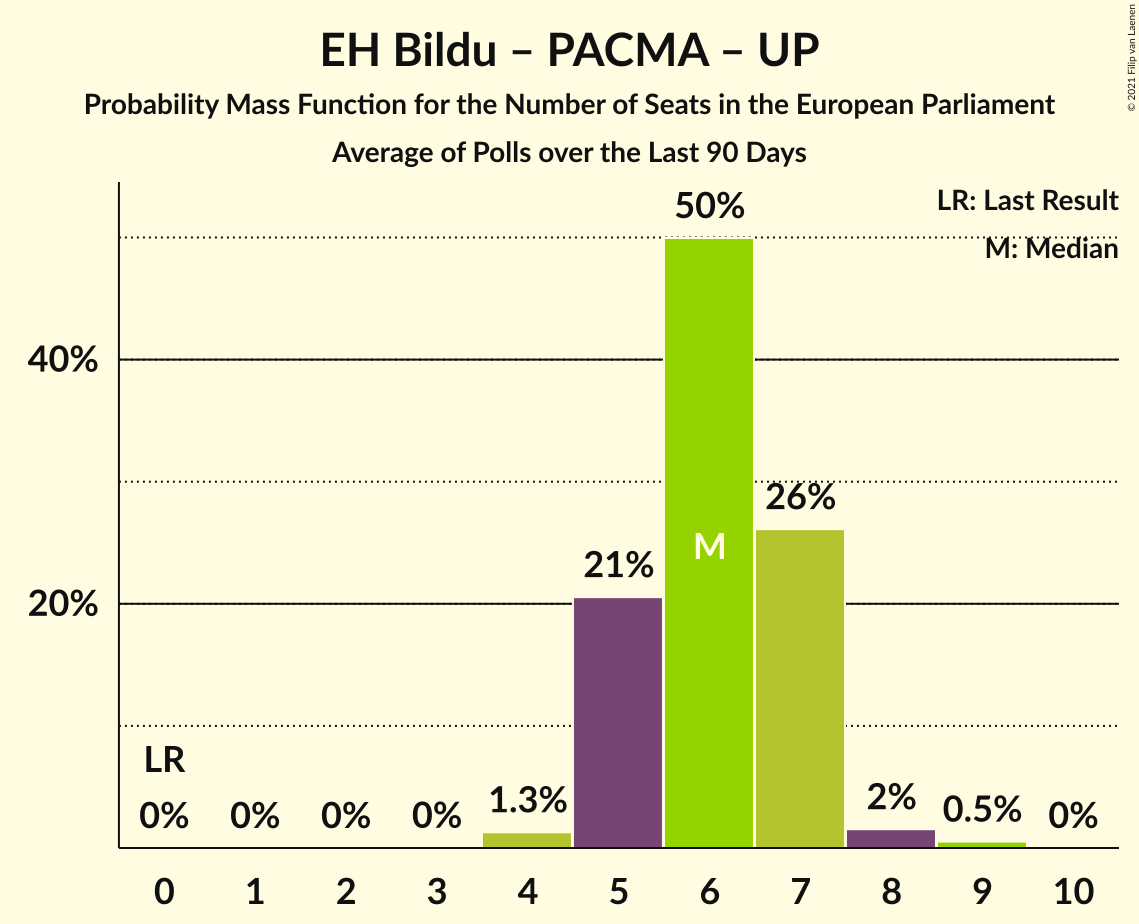 EH Bildu – PACMA – UP
Probability Mass Function for the Number of Seats in the European Parliament
Average of Polls over the Last 90 Days
© 2021 Filip van Laenen
LR: Last Result
M: Median
50%
40%
26%
M
21%
20%
LR
0% 0% 0% 0% 1.3% 2% 0.5% 0%
0 1 2 3 4 5 6 7 8 9 10